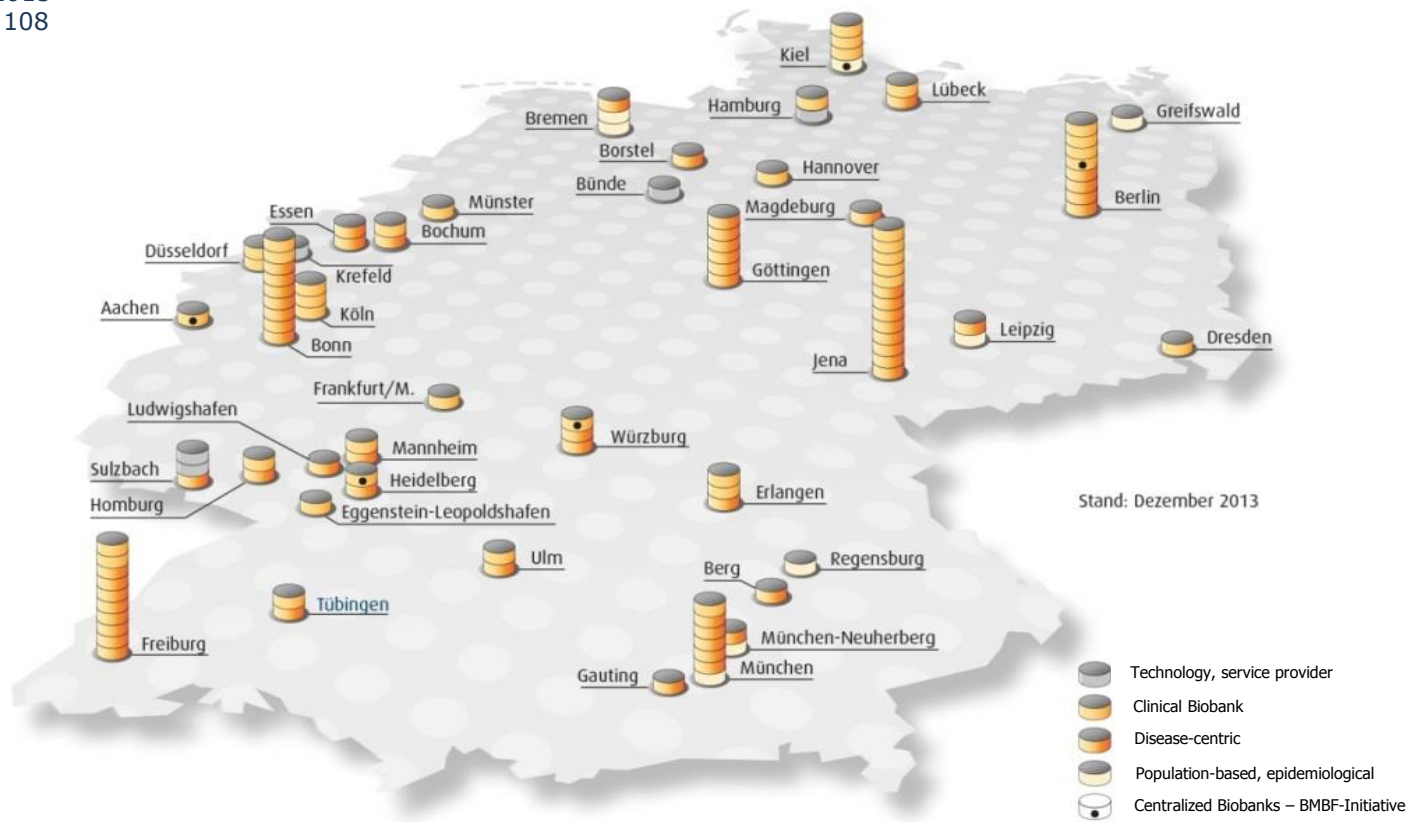 108
Kiel
Lübeck
Hamburg
Greifswald
Bremen
Borstel
Hannover
Bünde
Berlin
Münster
Magdeburg
Essen
Bochum
Düsseldorf
Krefeld
Göttingen
Aachen
Köln
Leipzig
Dresden
Bonn
Jena
Frankfurt/M.
Ludwigshafen
Mannheim
Würzburg
Sulzbach
Heidelberg
Erlangen
Homburg
Eggenstein-Leopoldshafen
Stand: Dezember 2013
Ulm
Regensburg
Berg
Tübingen
München-Neuherberg
Freiburg
Gauting
München
Technology, service provider
Clinical Biobank
Disease-centric
Population-based, epidemiological
Centralized Biobanks – BMBF-Initiative